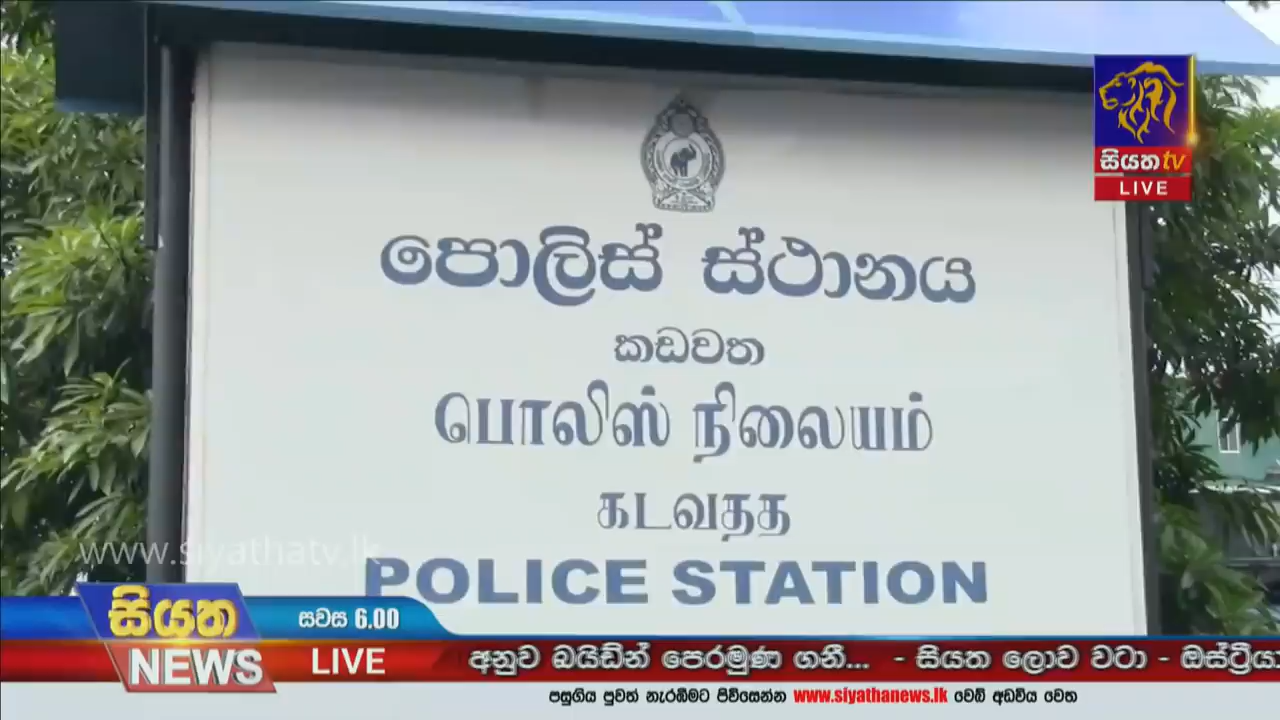 සියත tv
LIVE
පොලිස් ස්ථානය
කඩවත
பொலிஸ் நிலையம்
கடவதத
POLICE STATION
www.siyathatv.lk
සියත
NEWS
සවස 6.00
LIVE
අනුව බයිඩ්න් පෙරමුණ ගනී... - සියත ලොව වටා - ඔස්ට්‍රියා
පසුගිය පුවත් නැරඹීමට පිවිසෙන්න www.siyathanews.lk වෙබ් අඩවිය වෙත